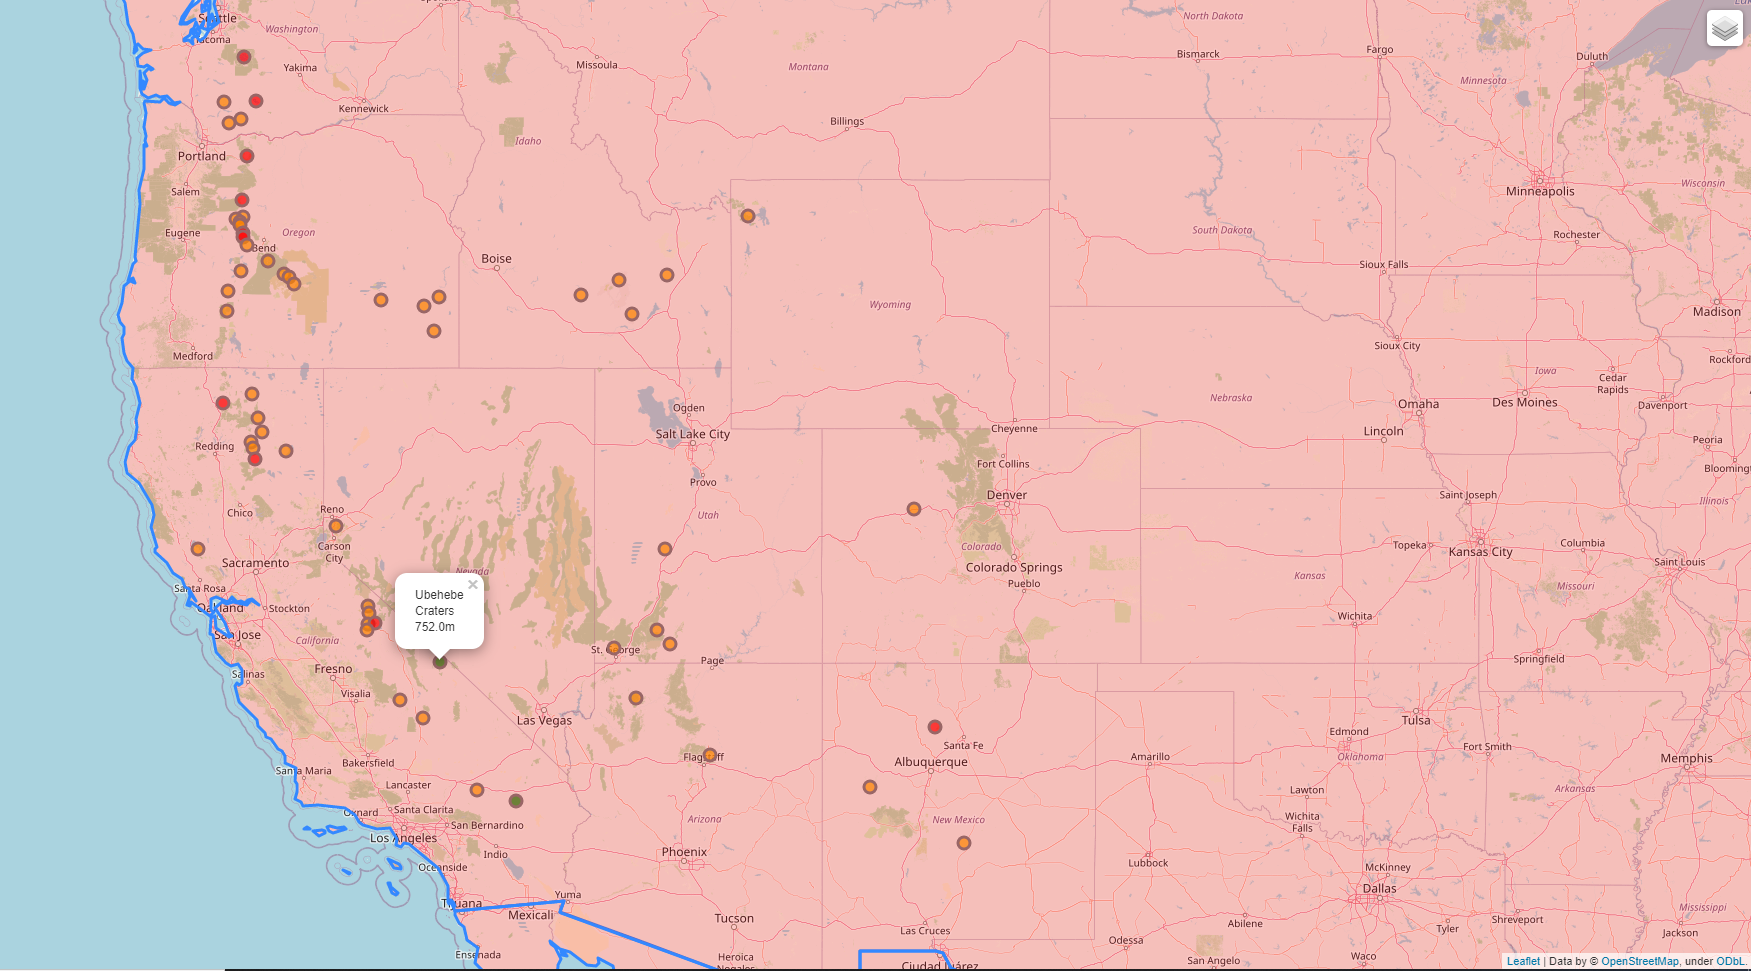 Seattle
Washington
Tacoma
Yakima
Kennewick
Missoula
Montana
North Dakota
Bismarck
Fargo
Duluth
Minnesota
Billings
Idaho
Portland
Salem
Minneapolis
Wisconsin
Eugene
Oregon
Bend
South Dakota
Rochester
Boise
Sioux Falls
Wyoming
Madison
Medford
Sioux City
Rockford
Iowa
Cedar
Rapids
Nebraska
Omaha
Des Moines
Davenport
Ogden
Cheyenne
Salt Lake City
Lincoln
Redding
Peoria
Fort Collins
Bloomin
Provo
Denver
Saint Joseph
Illinois
Chico
Reno
Utah
Carson
City
Colorado
Topeka
Kansas City
Columbia
Sacramento
Colorado Springs
Saint Louis
Nevada
Pueblo
Kansas
Missouri
Santa Rosa
Ubehebe
Craters
752.0m
×
Oakland
Stockton
Wichita
San Jose
California
St. George
Page
Springfield
Fresno
Salinas
Visalia
Las Vegas
Tulsa
Santa Fe
Edmond
Fort Smith
Bakersfield
Flagstaff
Albuquerque
Amarillo
Oklahoma
Memphis
Santa Maria
Lancaster
Lawton
Arkansas
Oxnard
Santa Clarita
San Bernardino
Arizona
New Mexico
Wichita
Falls
Los Angeles
Indio
Phoenix
Lubbock
Oceanside
McKinney
Dallas
Yuma
Tijuana
Mexicali
Tucson
Abilene
Shreveport
Mississippi
Las Cruces
Tyler
Jackson
Odessa
Ensenada
Heroica
Nogales
Ciudad Juárez
San Angelo
Waco
Leaflet | Data by © OpenStreetMap, under ODbL.